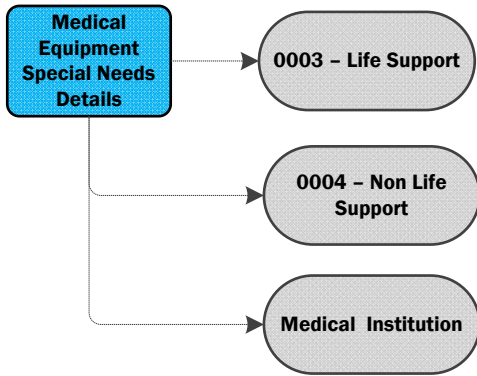 Medical
Equipment
Special Needs
Details
0003 – Life Support
0004 – Non Life
Support
Medical Institution